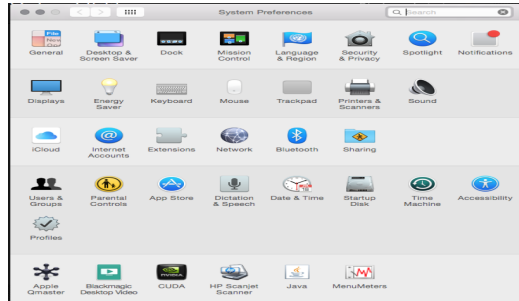 System Preferences Search
General Desktop & Screen Saver Dock Mission Control Language & Region Security & Privacy Spotlight Notifications
Displays Energy Saver Keyboard Mouse Trackpad Printers & Scanners Sound
iCloud Internet Accounts Extensions Network Bluetooth Sharing
Users & Groups Parental Controls App Store Dictation & Speech Date & Time Startup Disk Time Machine Accessibility
Profiles
Apple Qmaster Blackmagic Desktop Video CUDA HP Scanjet Scanner Java MenuMeters